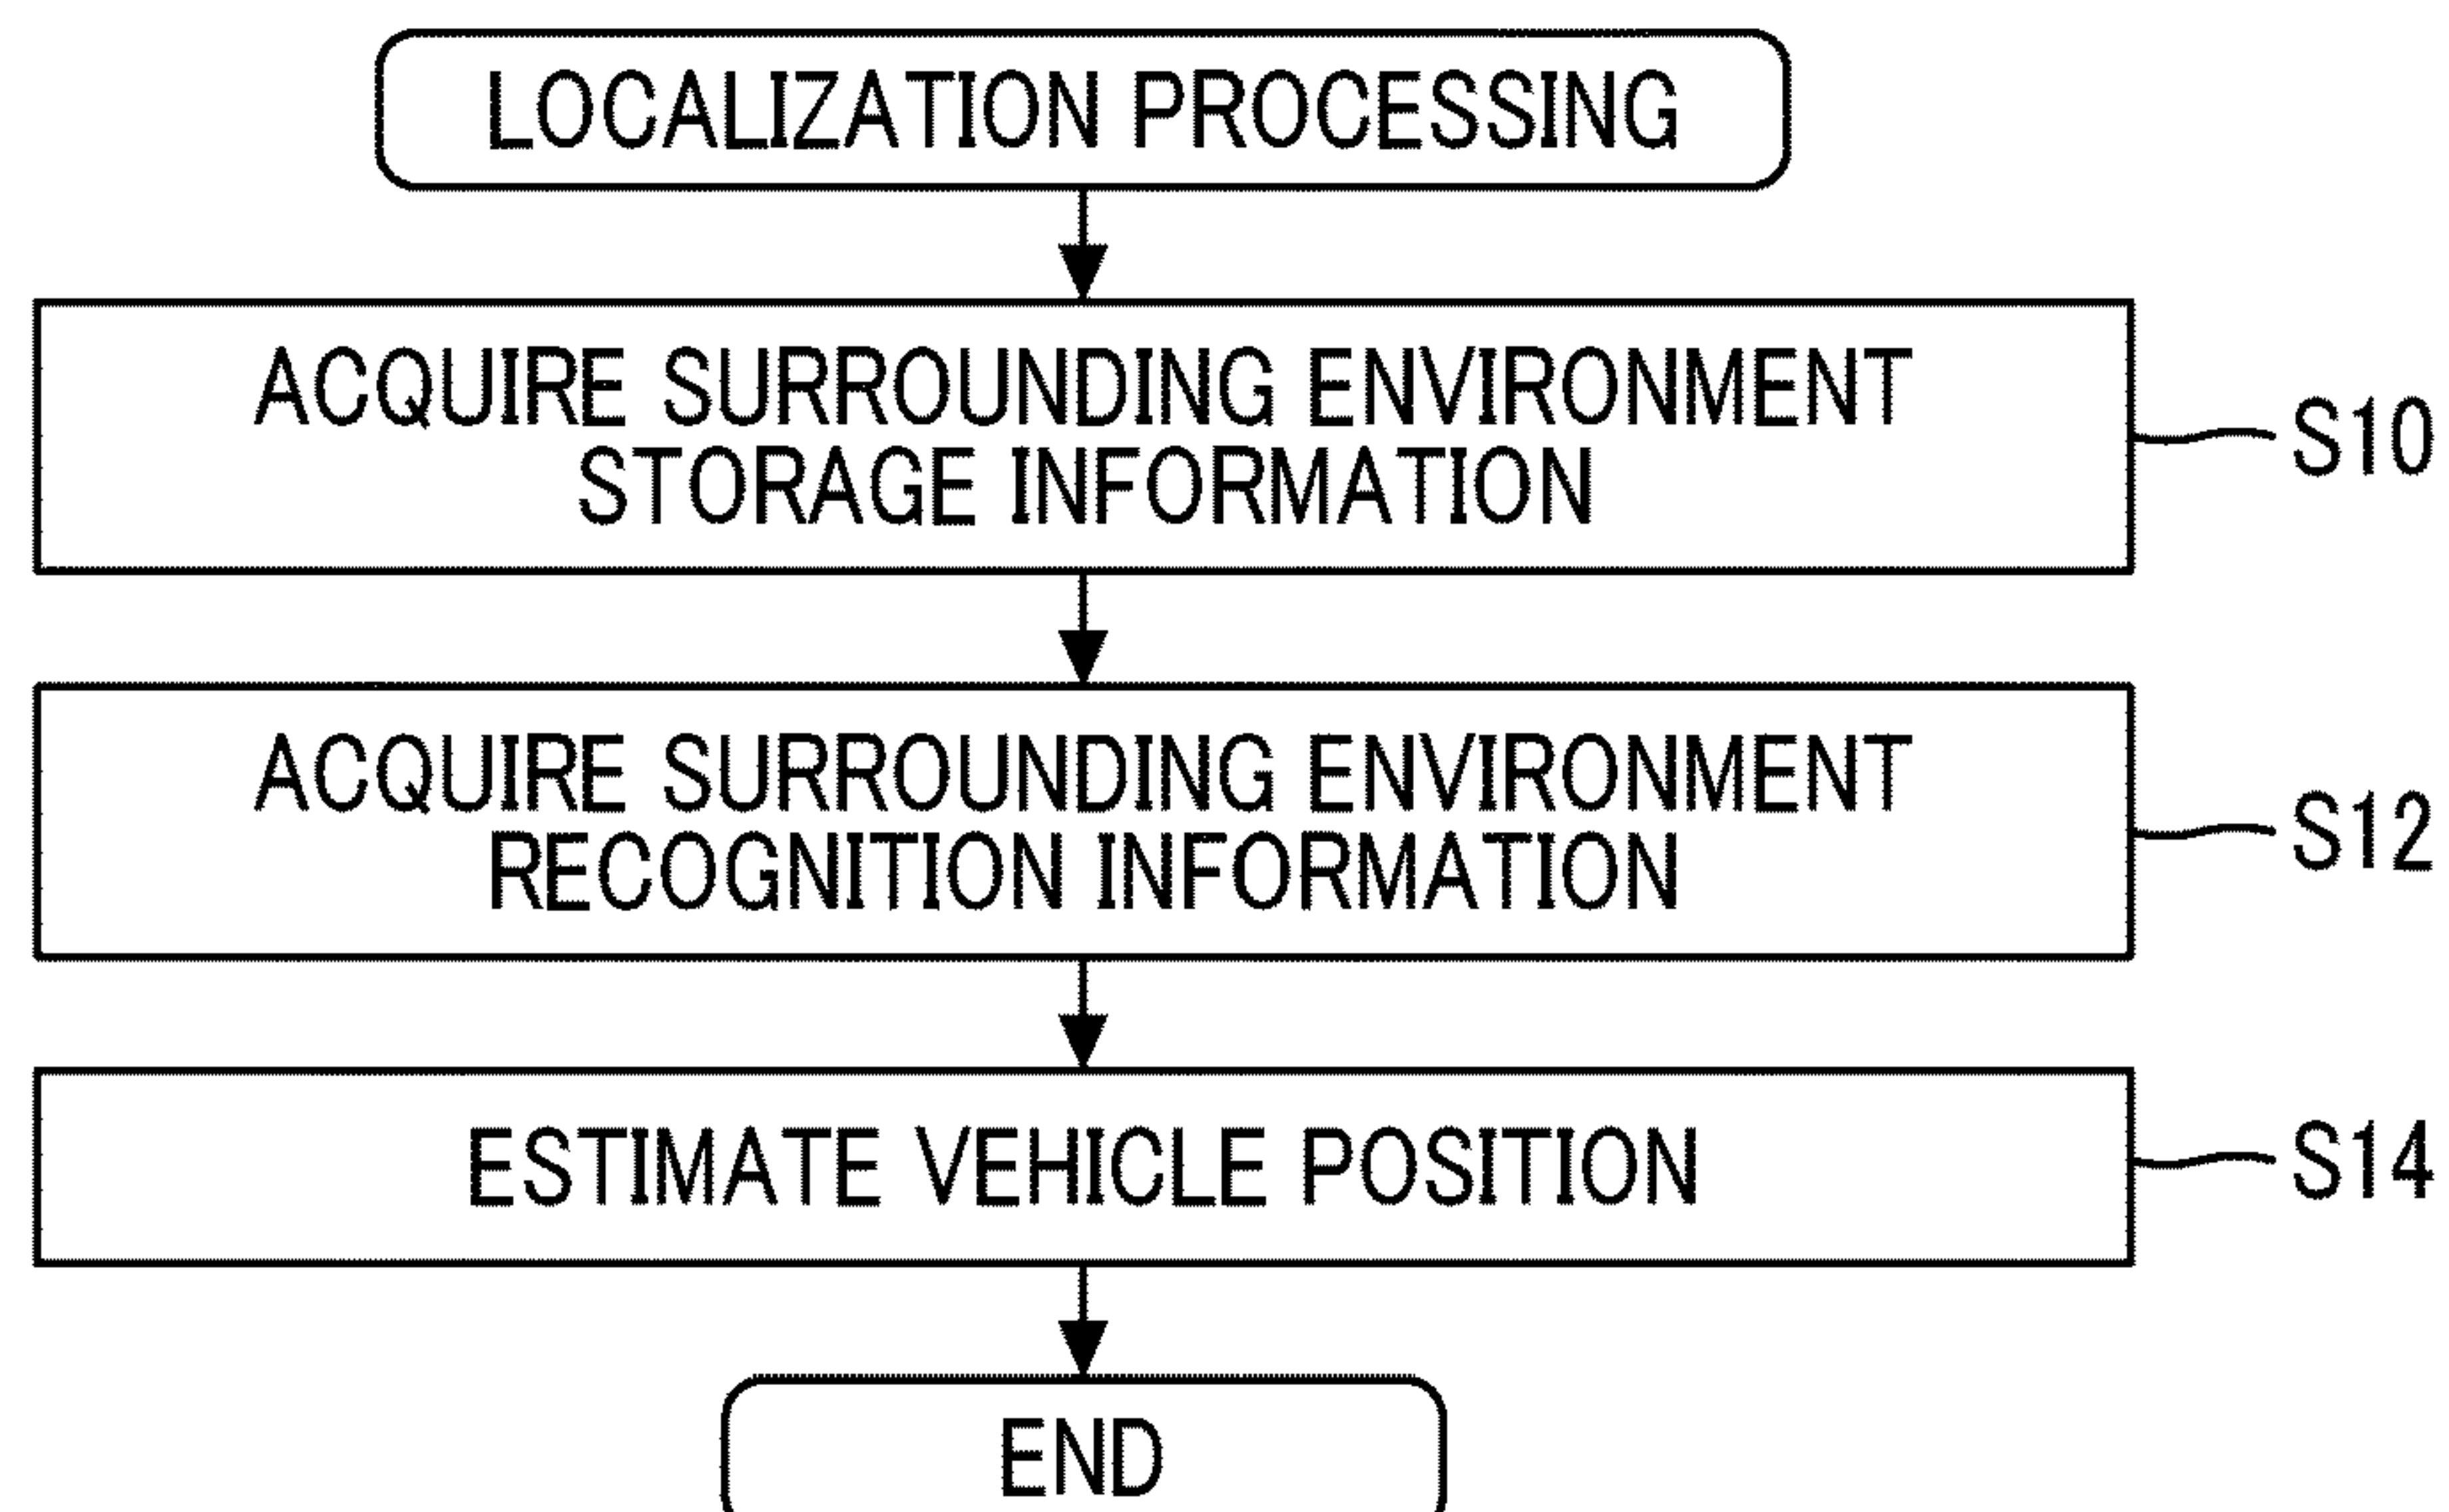 LOCALIZATION PROCESSING
ACQUIRE SURROUNDING ENVIRONMENT
STORAGE INFORMATION
S10
ACQUIRE SURROUNDING ENVIRONMENT
RECOGNITION INFORMATION
S12
ESTIMATE VEHICLE POSITION
S14
END